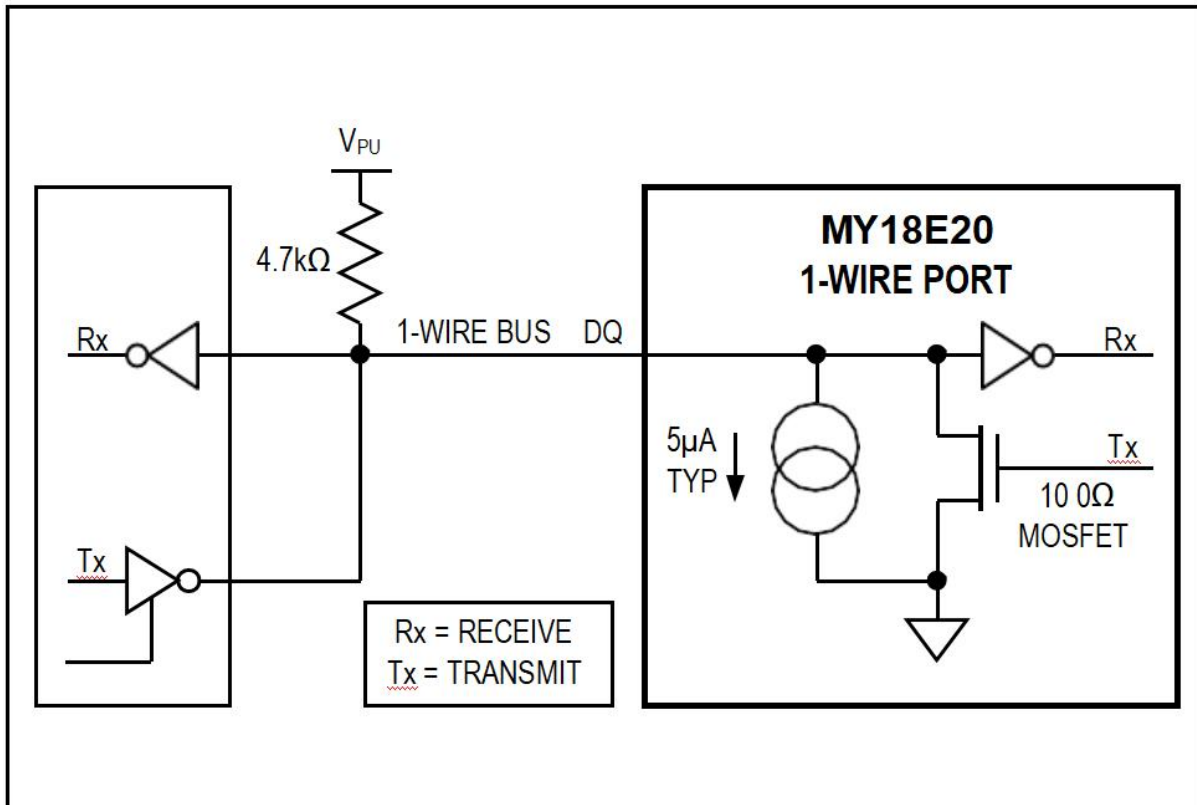 V_PU
4.7kΩ
Rx
1-WIRE BUS DQ
Tx
Rx = RECEIVE
Tx = TRANSMIT
MY18E20
1-WIRE PORT
5µA
TYP
Rx
Tx
10 0Ω
MOSFET